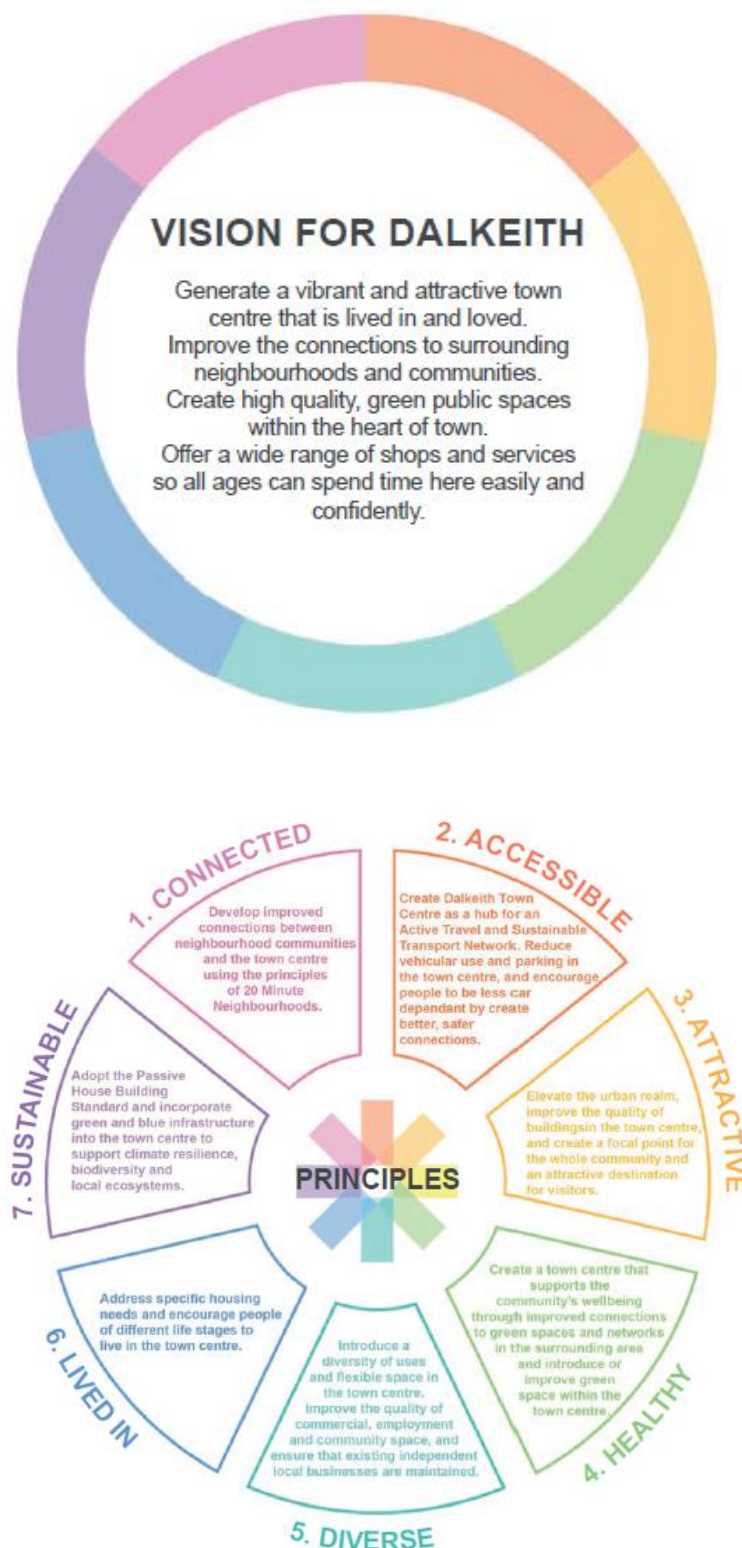 VISION FOR DALKEITH
Generate a vibrant and attractive town
centre that is lived in and loved.
Improve the connections to surrounding
neighbourhoods and communities.
Create high quality, green public spaces
within the heart of town.
Offer a wide range of shops and services
so all ages can spend time here easily and
confidently.
1. CONNECTED
Develop improved
connections between
neighbourhood communities
and the town centre
using the principles
of 20 Minute
Neighbourhoods.
2. ACCESSIBLE
Create Dalkeith Town
Centre as a hub for an
Active Travel and Sustainable
Transport Network. Reduce
vehicular use and parking in
the town centre, and encourage
people to be less car
dependant by create
better, safer
connections.
3. ATTRACTIVE
Elevate the urban realm,
improve the quality of
buildingsin the town centre,
and create a focal point for
the whole community and
an attractive destination
for visitors.
4. HEALTHY
Create a town centre that
supports the
community's wellbeing
through improved connections
to green spaces and networks
in the surrounding area
and introduce or
improve green
space within the
town centre.
5. DIVERSE
Introduce a
diversity of uses
and flexible space in
the town centre.
Improve the quality of
commercial, employment
and community space, and
ensure that existing independent
local businesses are maintained.
6. LIVED IN
Address specific housing
needs and encourage people
of different life stages to
live in the town centre.
7. SUSTAINABLE
Adopt the Passive
House Building
Standard and incorporate
green and blue infrastructure
into the town centre to
support climate resilience,
biodiversity and
local ecosystems.
PRINCIPLES